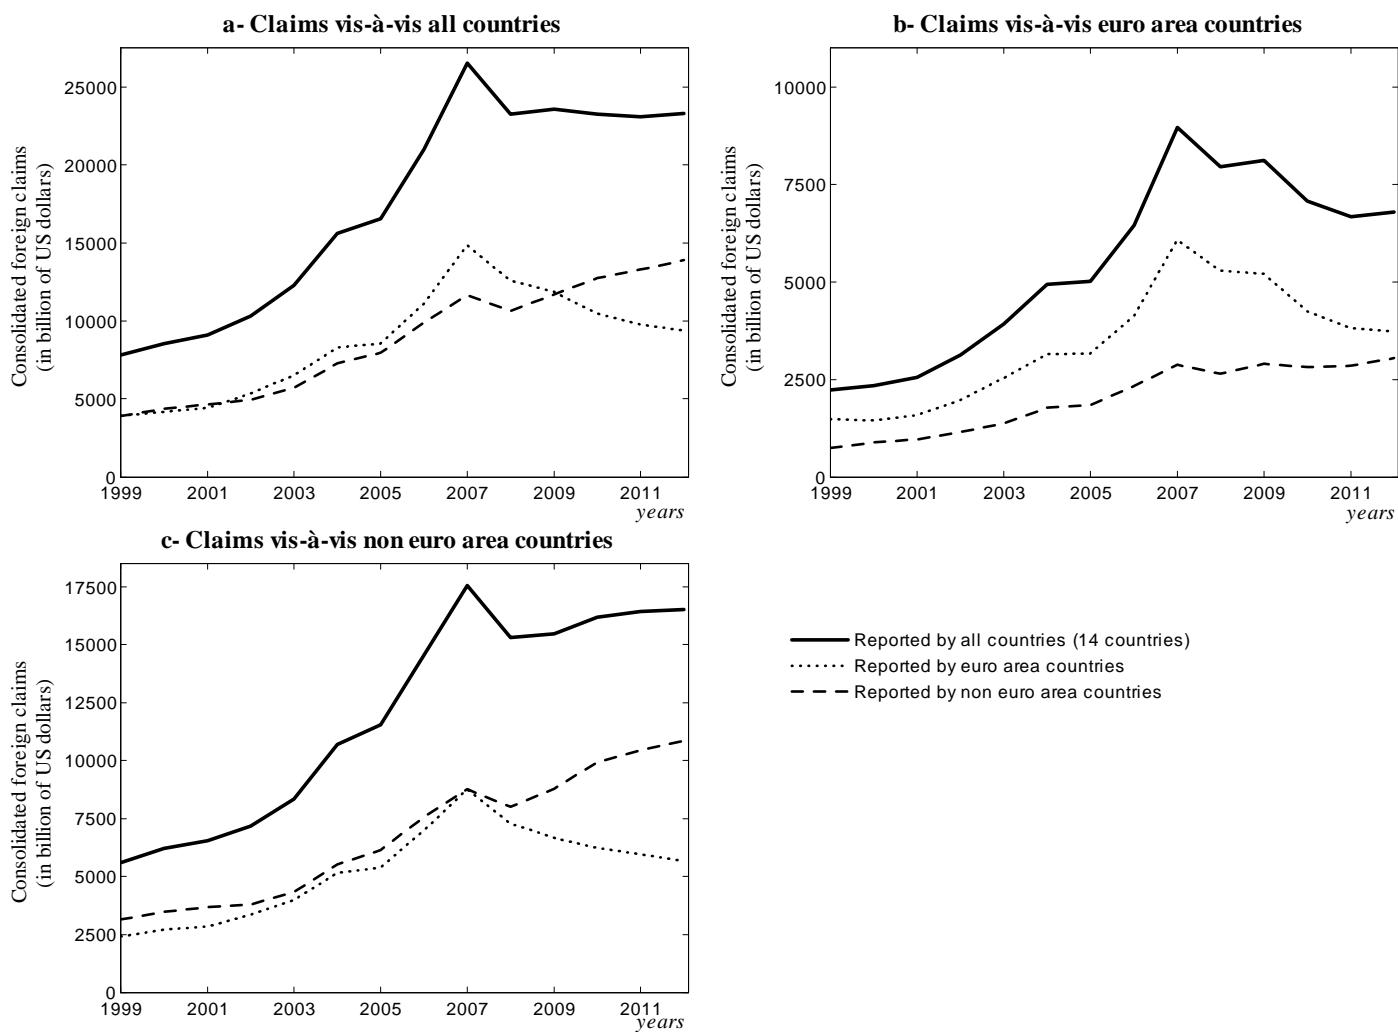 a- Claims vis-à-vis all countries
Consolidated foreign claims
(in billion of US dollars)
25000
20000
15000
10000
5000
0
1999 2001 2003 2005 2007 2009 2011
years
b- Claims vis-à-vis euro area countries
Consolidated foreign claims
(in billion of US dollars)
10000
7500
5000
2500
0
1999 2001 2003 2005 2007 2009 2011
years
c- Claims vis-à-vis non euro area countries
Consolidated foreign claims
(in billion of US dollars)
17500
15000
12500
10000
7500
5000
2500
0
1999 2001 2003 2005 2007 2009 2011
years
Reported by all countries (14 countries)
Reported by euro area countries
Reported by non euro area countries